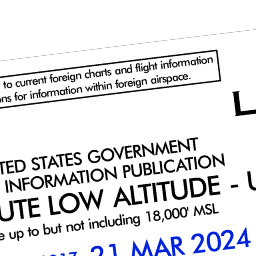 to current foreign charts and flight information
ns for information within foreign airspace.
L
TED STATES GOVERNMENT
INFORMATION PUBLICATION
UTE LOW ALTITUDE - U
e up to but not including 18,000' MSL
21 MAR 2024